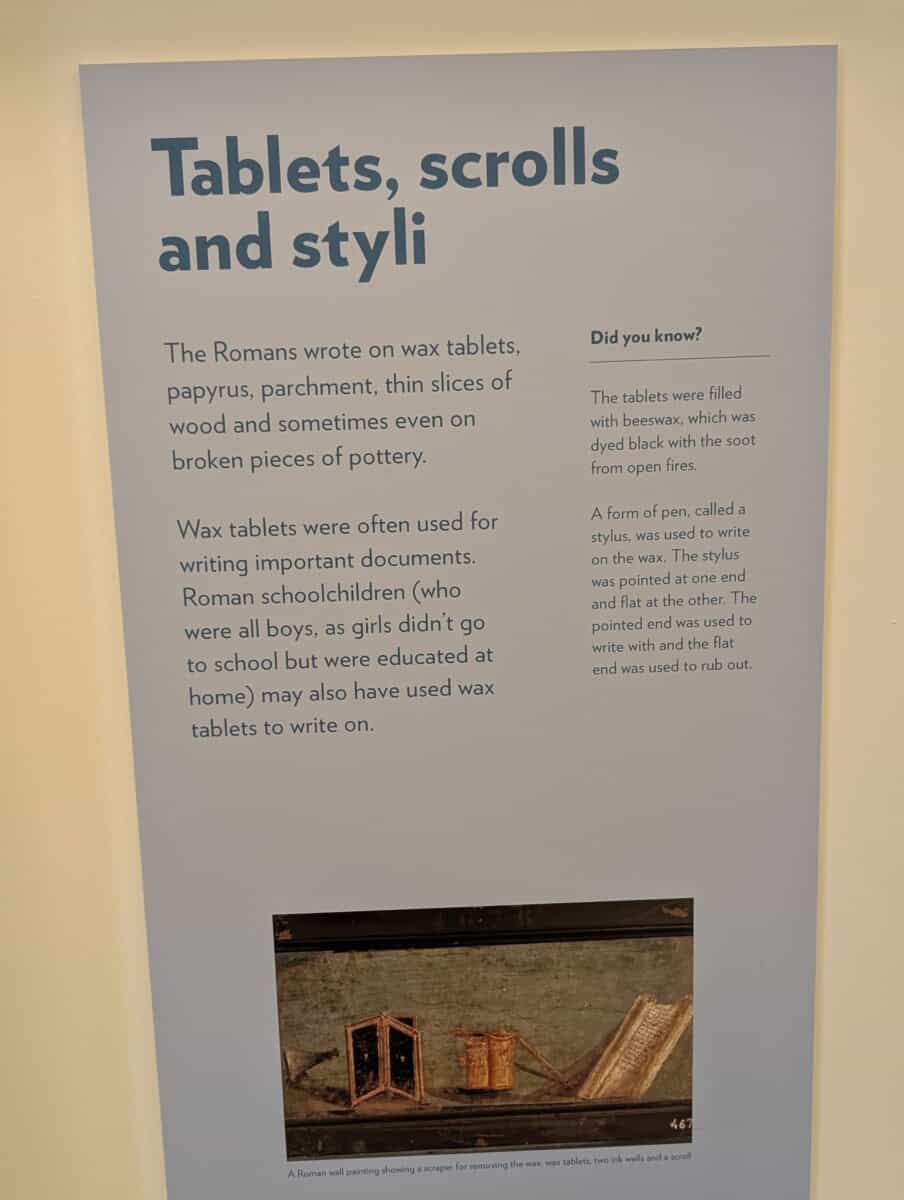 Tablets, scrolls
and styli
The Romans wrote on wax tablets,
papyrus, parchment, thin slices of
wood and sometimes even on
broken pieces of pottery.
Wax tablets were often used for
writing important documents.
Roman schoolchildren (who
were all boys, as girls didn't go
to school but were educated at
home) may also have used wax
tablets to write on.
Did you know?
The tablets were filled
with beeswax, which was
dyed black with the soot
from open fires.
A form of pen, called a
stylus, was used to write
on the wax. The stylus
was pointed at one end
and flat at the other. The
pointed end was used to
write with and the flat
end was used to rub out.
467
A Roman wall painting showing a scraper for removing the wax, wax tablets, two ink wells and a scroll